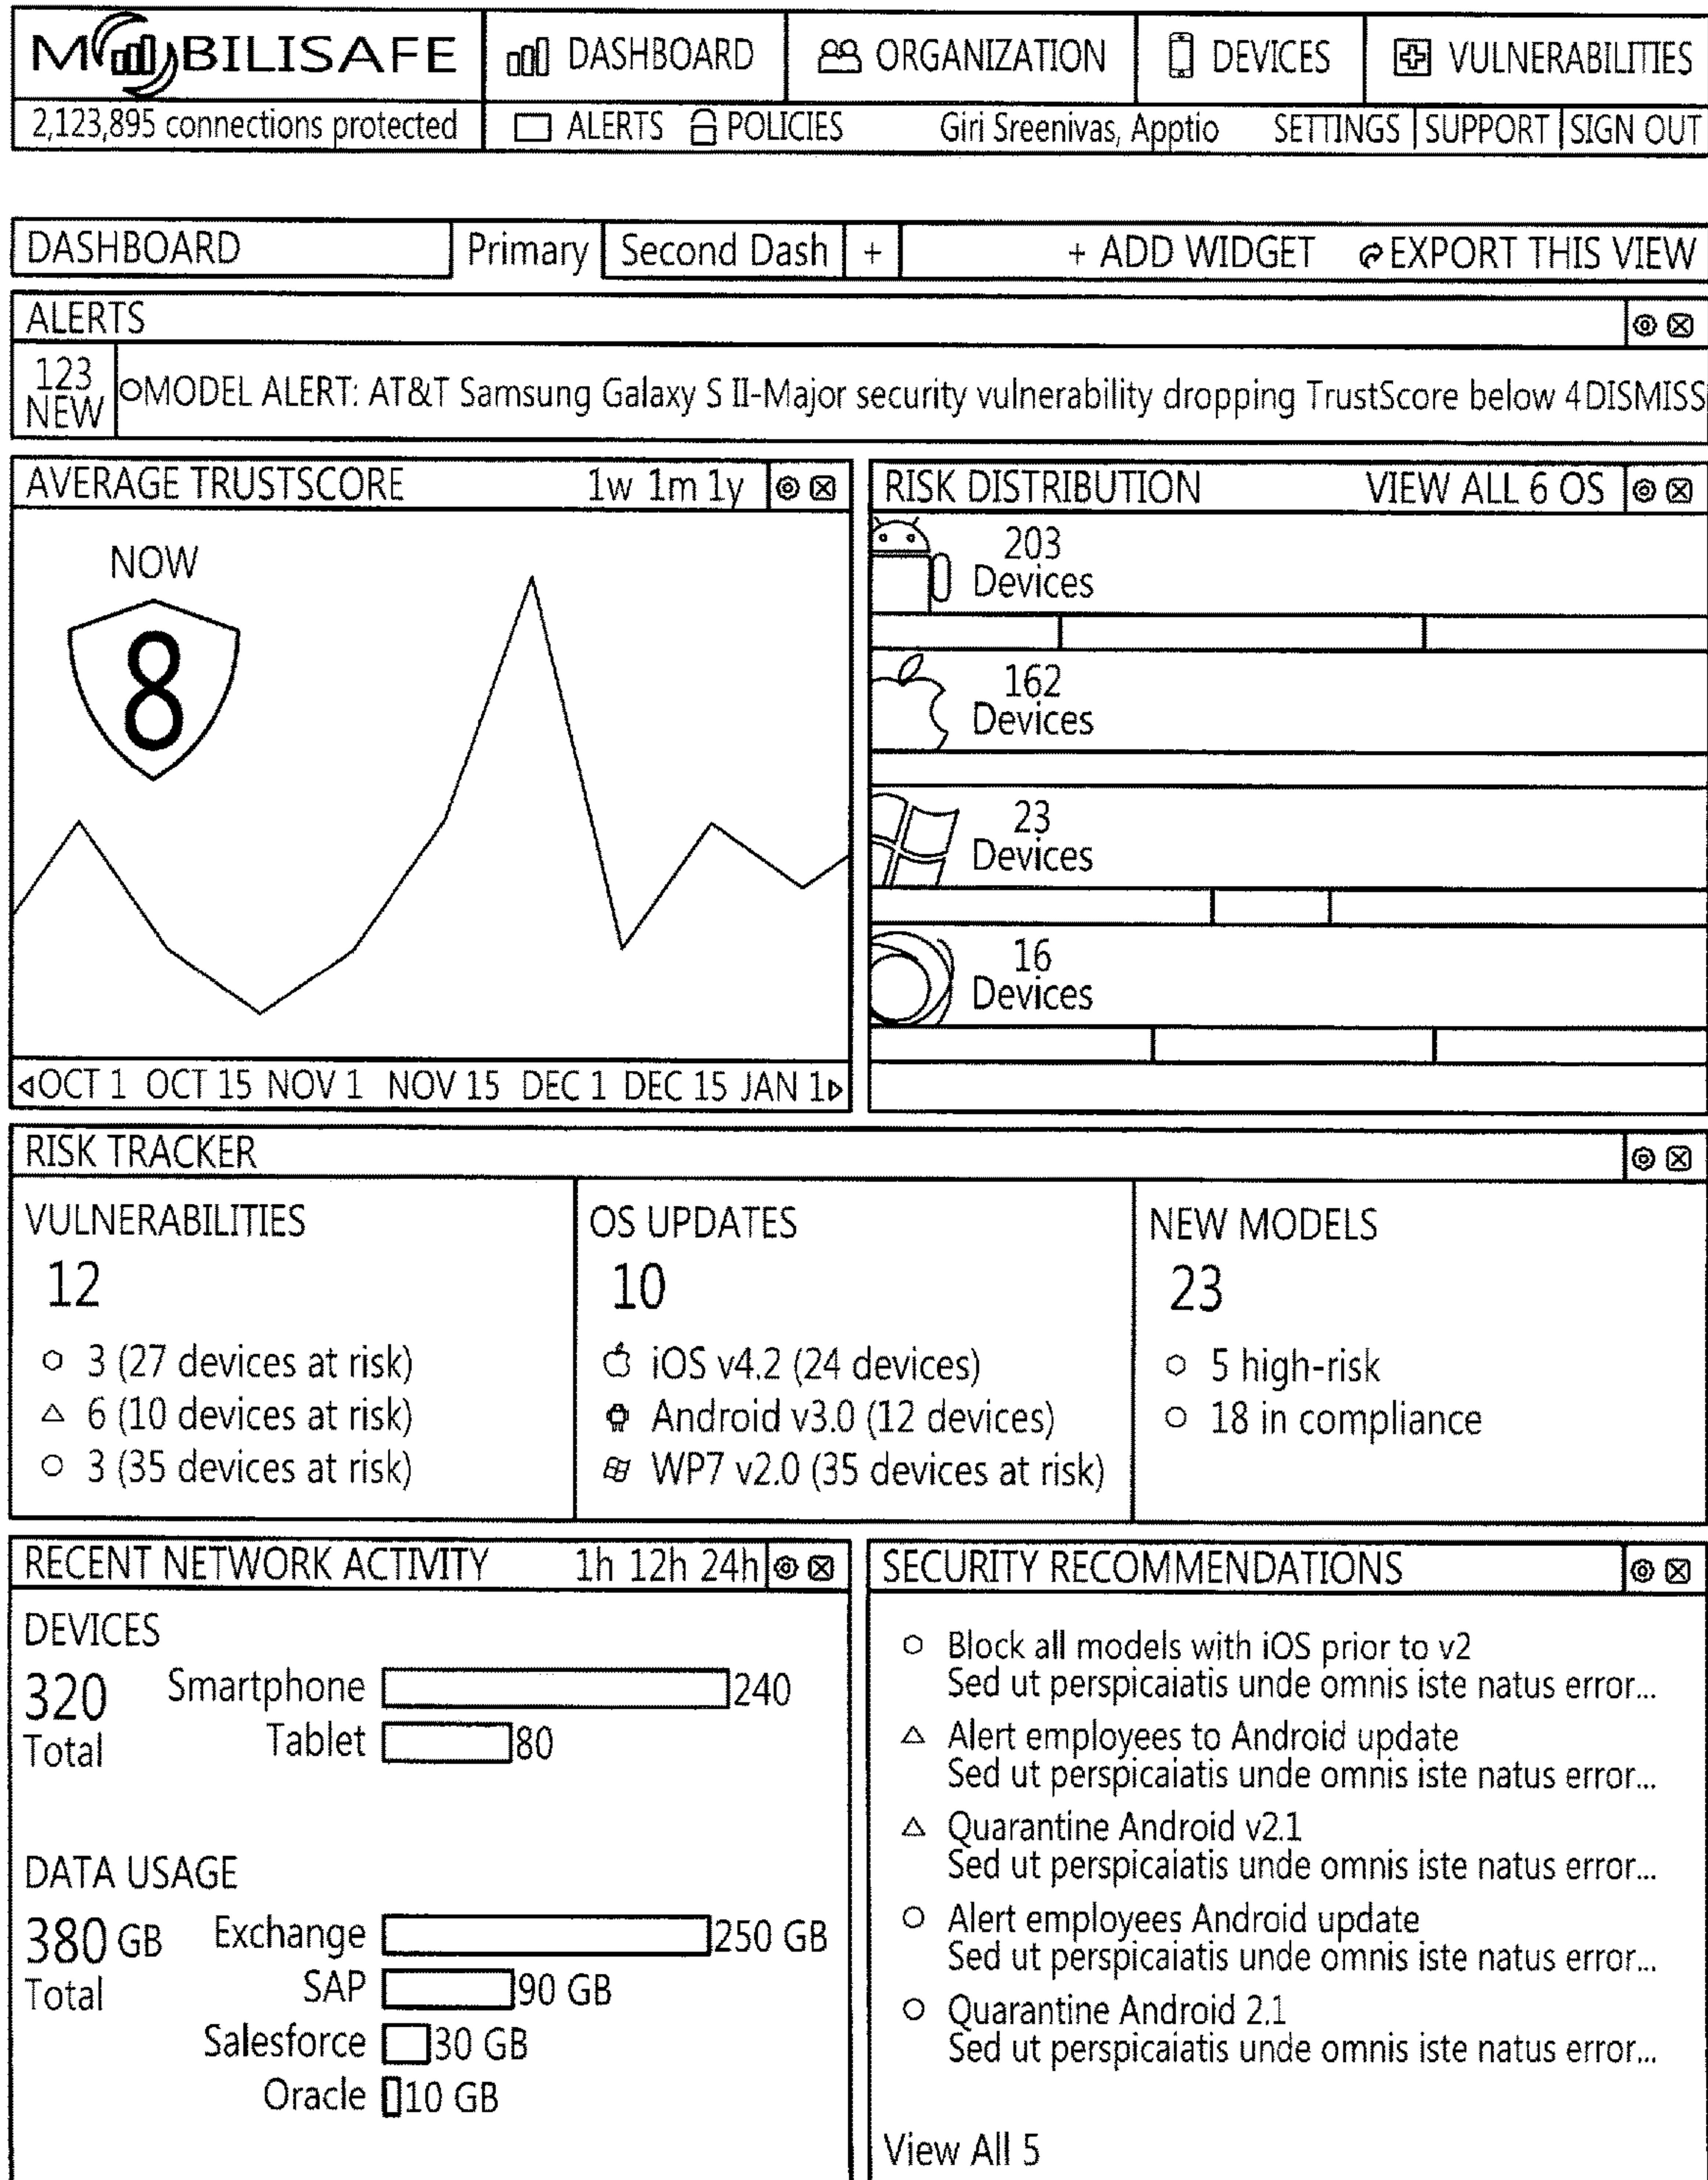 MOBILISAFE
DASHBOARD
ORGANIZATION
DEVICES
VULNERABILITIES
2,123,895 connections protected
ALERTS
POLICIES
Giri Sreenivas, Apptio
SETTINGS
SUPPORT
SIGN OUT
DASHBOARD
Primary
Second Dash
+
+ ADD WIDGET
EXPORT THIS VIEW
ALERTS
123
NEW
MODEL ALERT: AT&T Samsung Galaxy S II-Major security vulnerability dropping TrustScore below 4 DISMISS
AVERAGE TRUSTSCORE 1w 1m 1y
NOW
8
OCT 1 OCT 15 NOV 1 NOV 15 DEC 1 DEC 15 JAN 1
RISK DISTRIBUTION VIEW ALL 6 OS
203
Devices
162
Devices
23
Devices
16
Devices
RISK TRACKER
VULNERABILITIES
12
3 (27 devices at risk)
6 (10 devices at risk)
3 (35 devices at risk)
OS UPDATES
10
iOS v4.2 (24 devices)
Android v3.0 (12 devices)
WP7 v2.0 (35 devices at risk)
NEW MODELS
23
5 high-risk
18 in compliance
RECENT NETWORK ACTIVITY 1h 12h 24h
DEVICES
320
Total
Smartphone 240
Tablet 80
DATA USAGE
380 GB
Total
Exchange 250 GB
SAP 90 GB
Salesforce 30 GB
Oracle 10 GB
SECURITY RECOMMENDATIONS
Block all models with iOS prior to v2
Sed ut perspicaiatis unde omnis iste natus error...
Alert employees to Android update
Sed ut perspicaiatis unde omnis iste natus error...
Quarantine Android v2.1
Sed ut perspicaiatis unde omnis iste natus error...
Alert employees Android update
Sed ut perspicaiatis unde omnis iste natus error...
Quarantine Android 2.1
Sed ut perspicaiatis unde omnis iste natus error...
View All 5